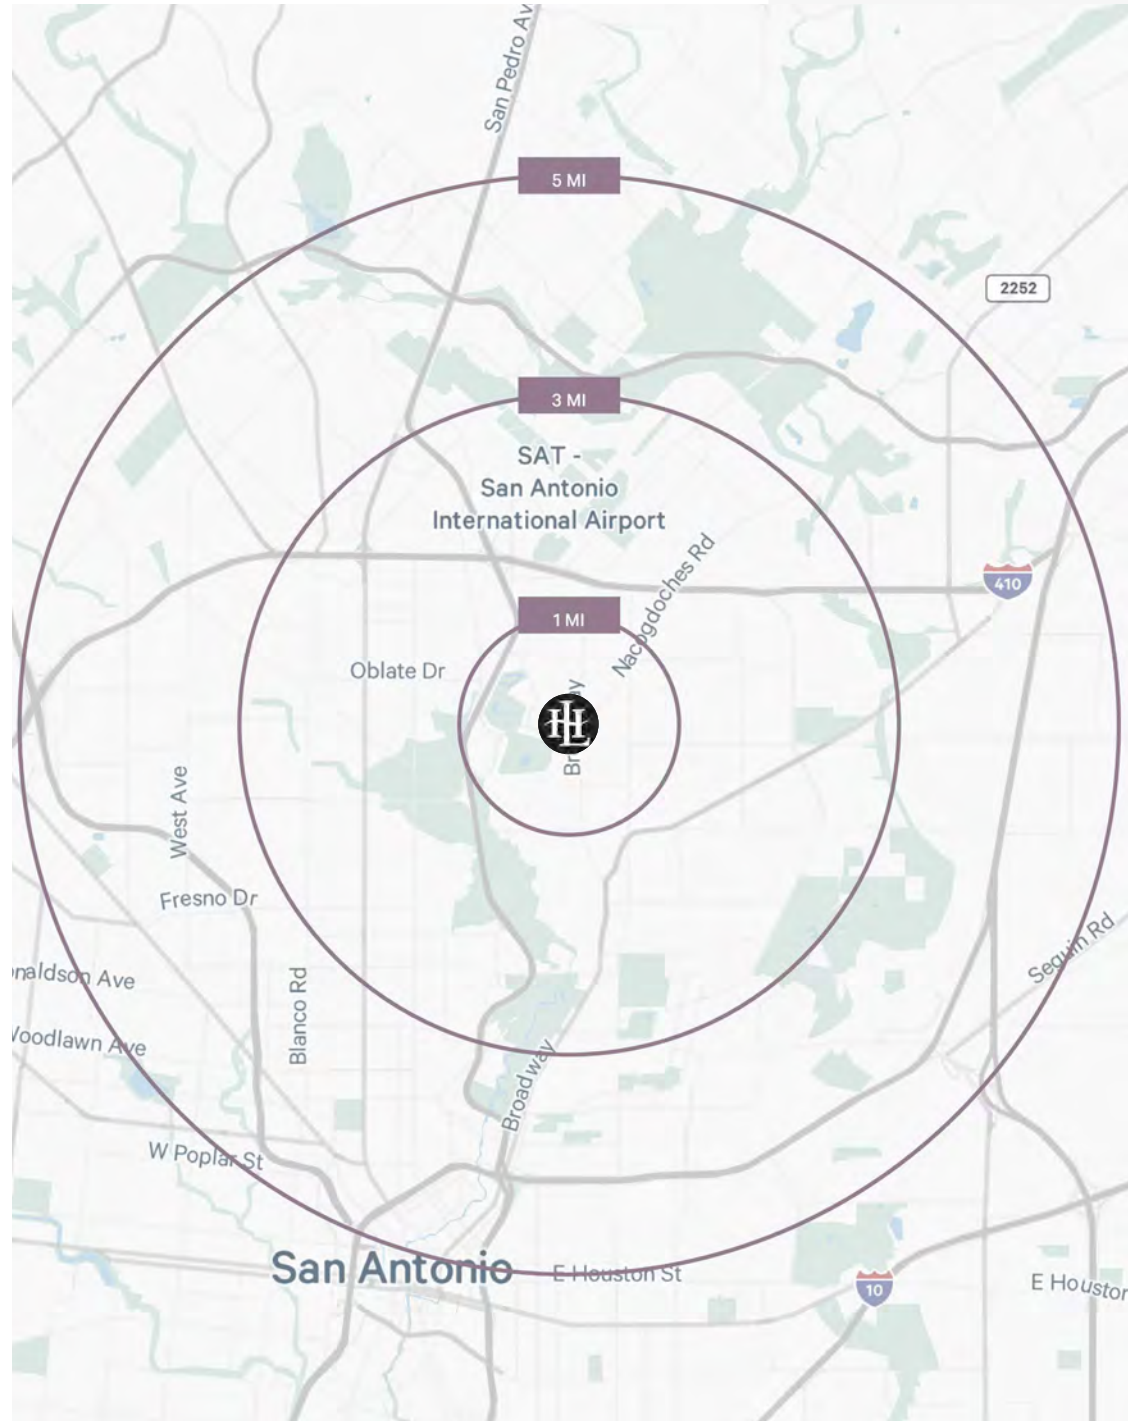 San Pedro Av
5 MI
2252
3 MI
SAT -
San Antonio
International Airport
Nacogdoches Rd
410
1 MI
Oblate Dr
West Ave
Fresno Dr
Seguin Rd
naldson Ave
Blanco Rd
Voodlawn Ave
Broadway
W Poplar St
San Antonio
E Houston St
10
E Houston